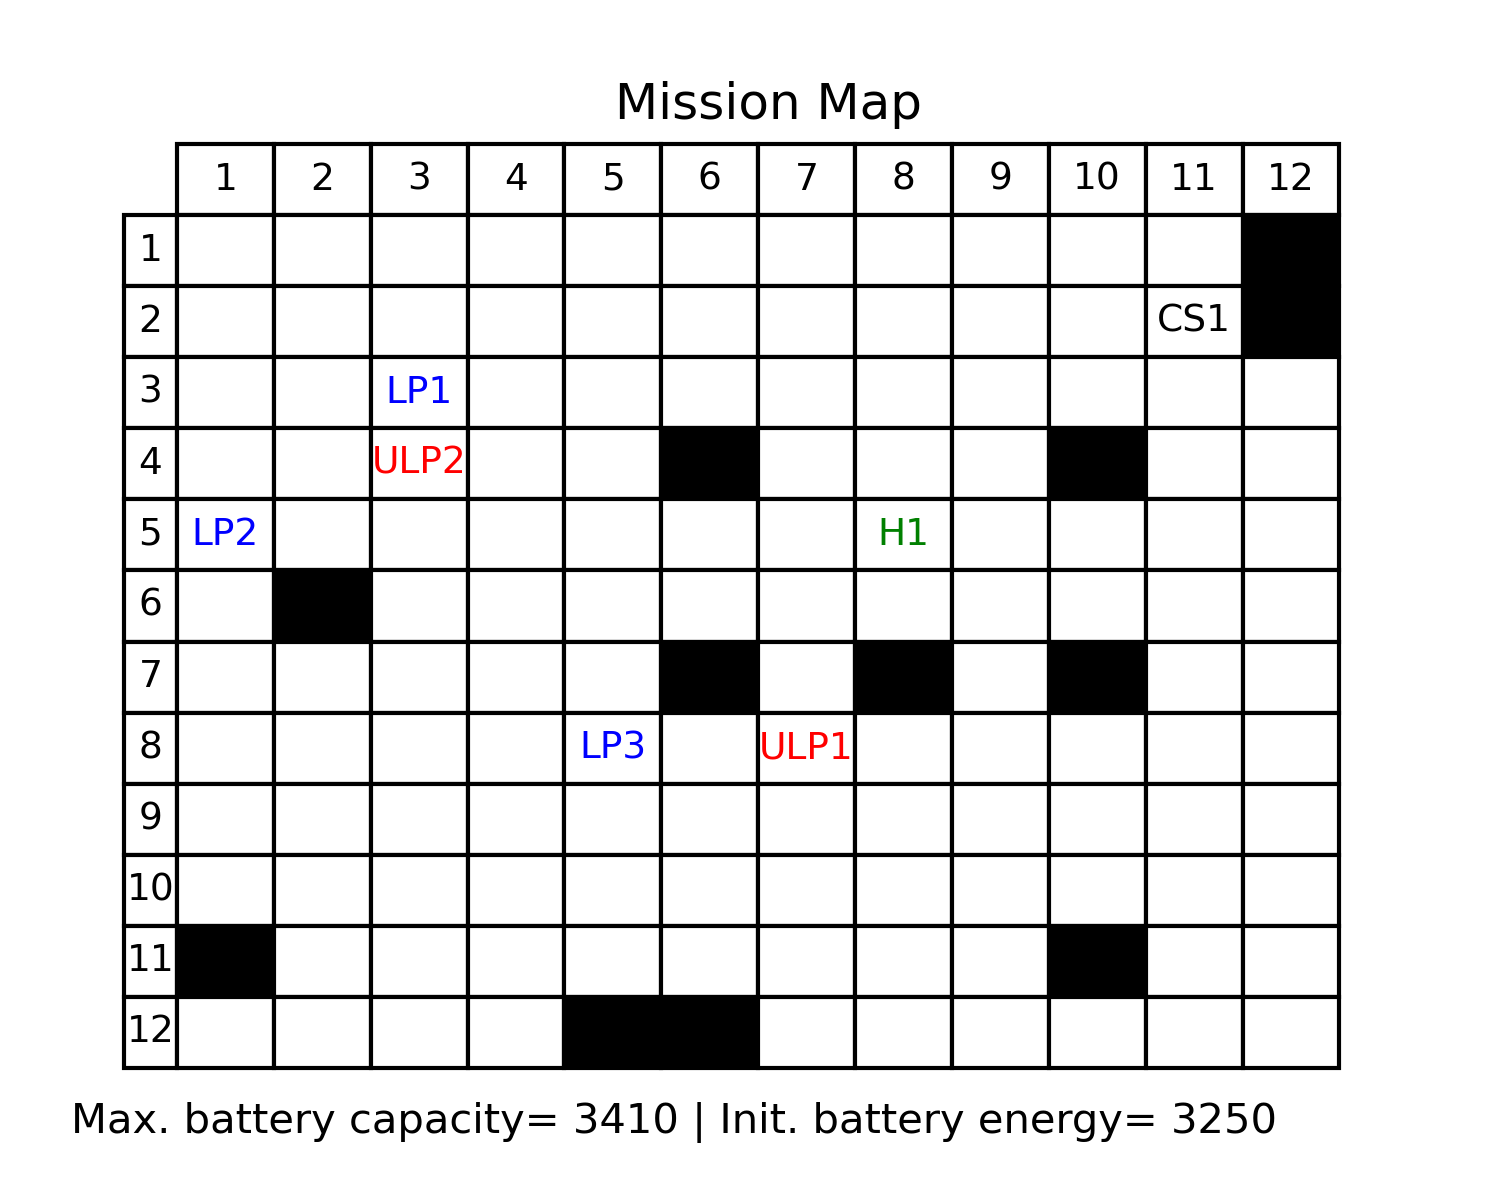 Mission Map
1 2 3 4 5 6 7 8 9 10 11 12
1
2 CS1
3 LP1
4 ULP2
5 LP2 H1
6
7
8 LP3 ULP1
9
10
11
12
Max. battery capacity= 3410 | Init. battery energy= 3250